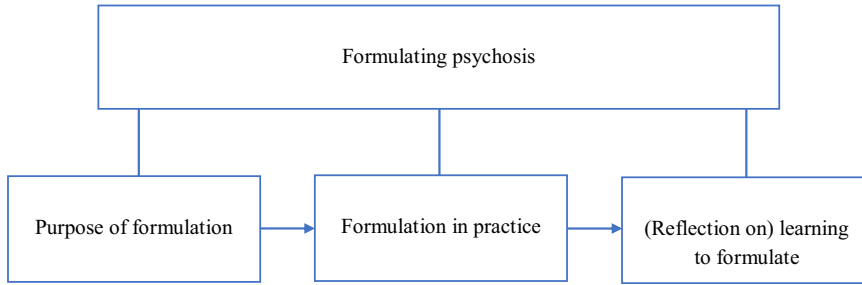 Formulating psychosis
Purpose of formulation
Formulation in practice
(Reflection on) learning
to formulate